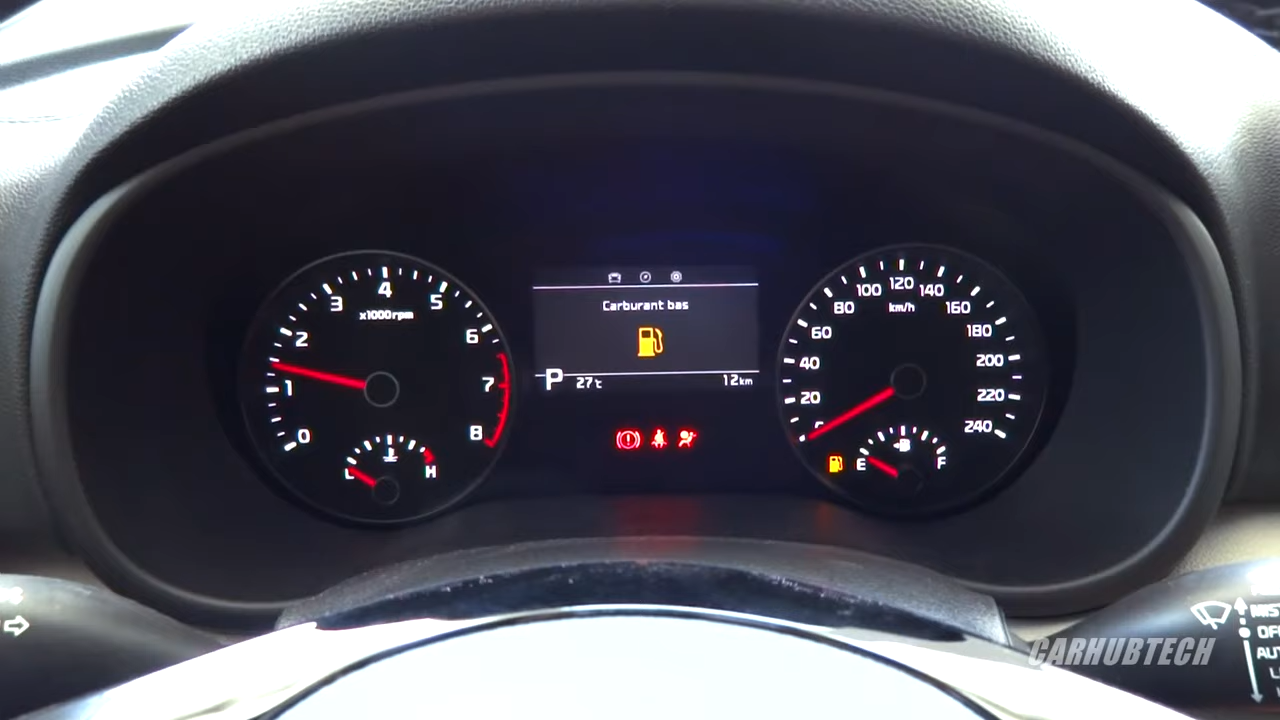 0
1
2
3
4
5
6
7
8
x1000rpm
L
H
Carburant bas
P 27℃ 12km
20
40
60
80
100
120
140
160
180
200
220
240
km/h
E
F
OFF
CARHUBTECH